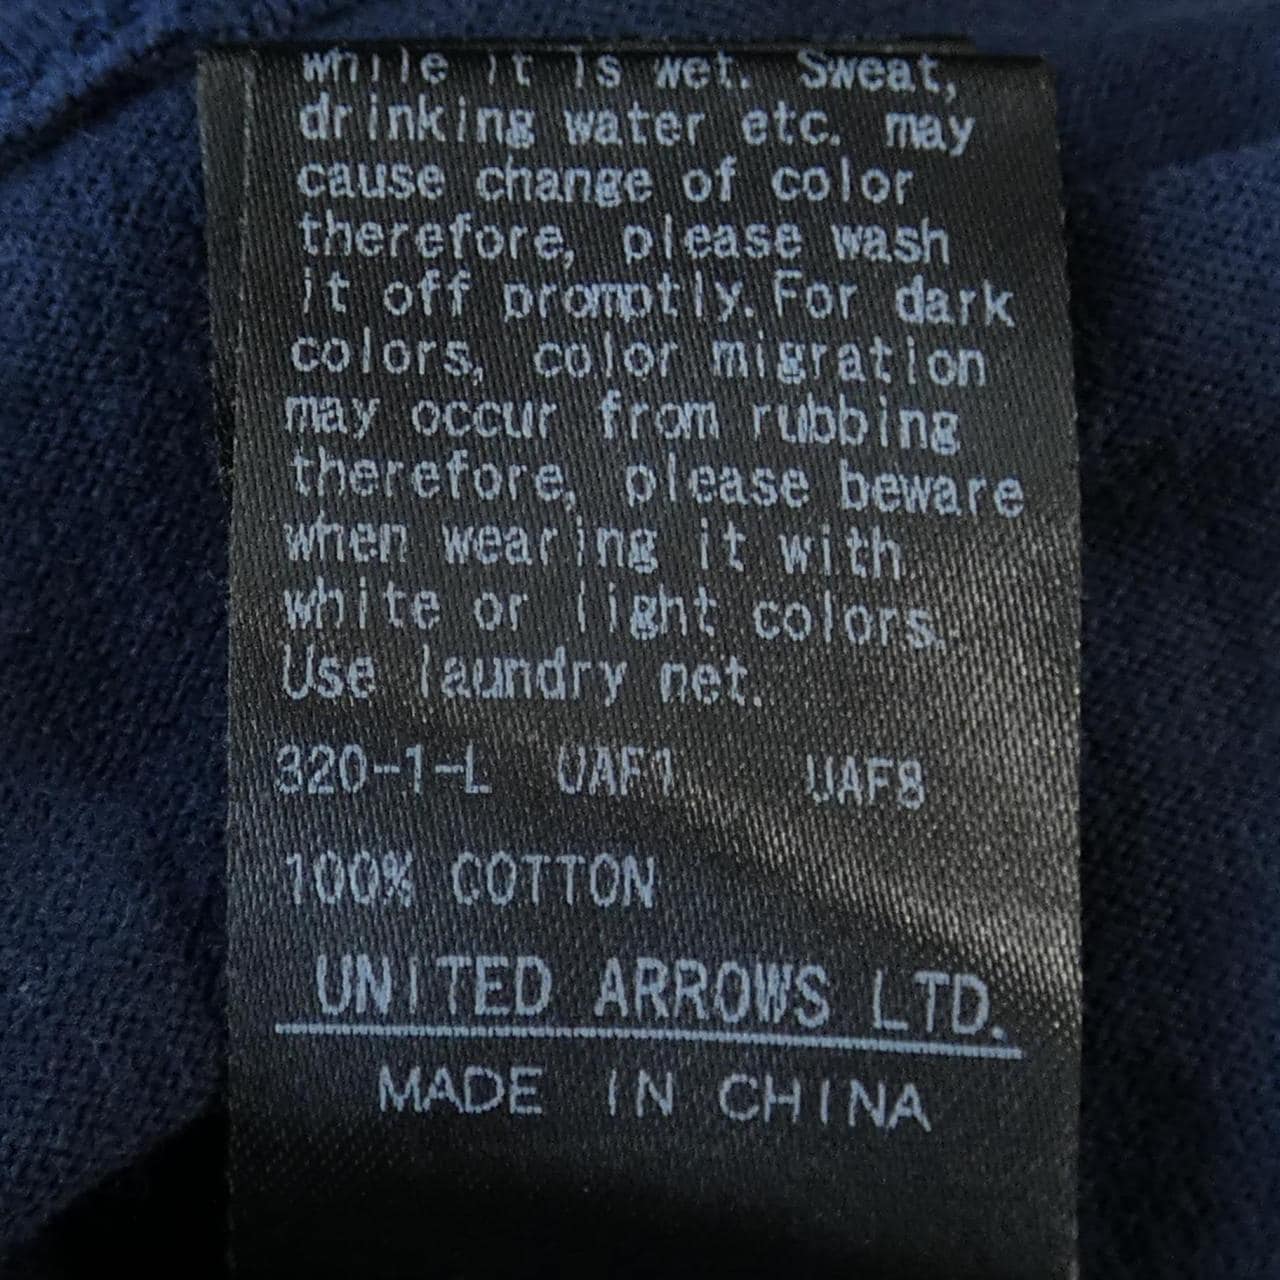 while it is wet. Sweat,
drinking water etc. may
cause change of color
therefore, please wash
it off promptly. For dark
colors, color migration
may occur from rubbing
therefore, please beware
when wearing it with
white or light colors.
Use laundry net.
320-1-L UAF1 UAF8
100% COTTON
UNITED ARROWS LTD.
MADE IN CHINA